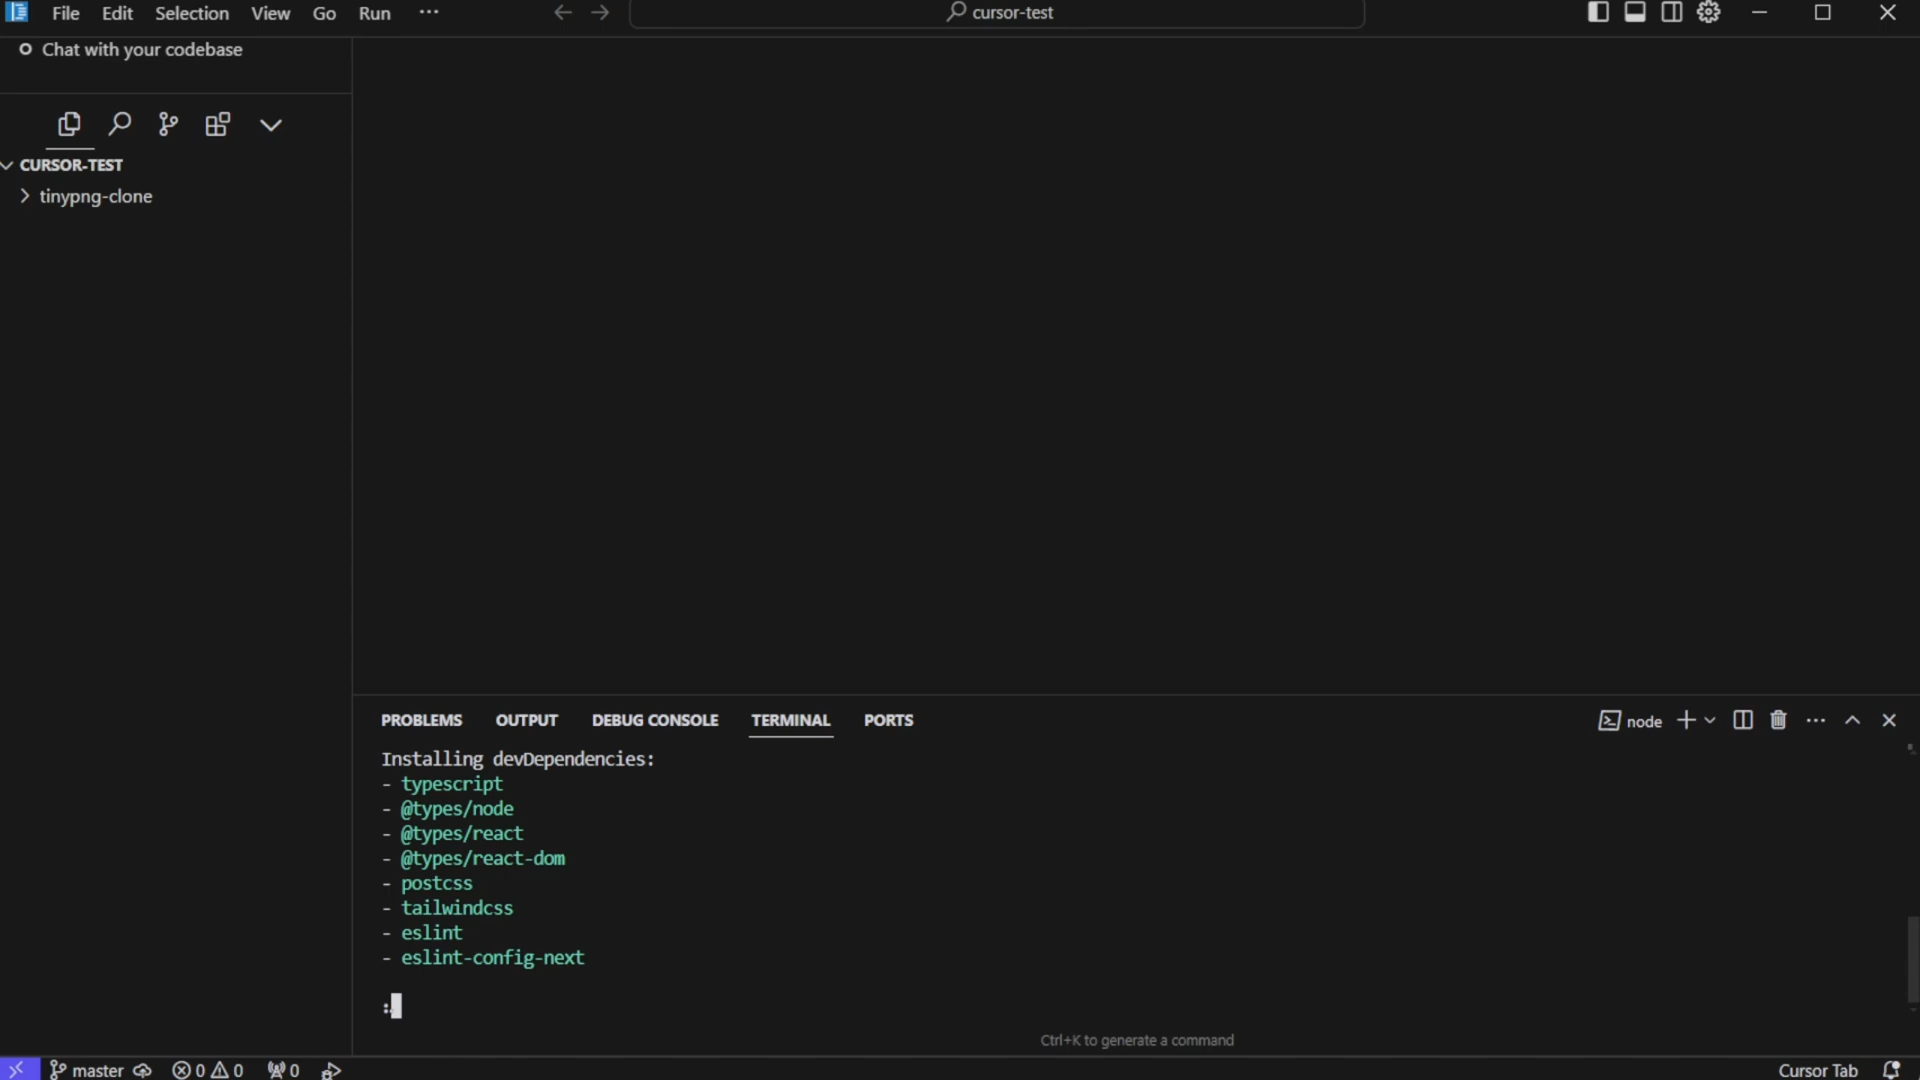 File Edit Selection View Go Run ···
cursor-test
Chat with your codebase
CURSOR-TEST
tinypng-clone
PROBLEMS OUTPUT DEBUG CONSOLE TERMINAL PORTS
node
Installing devDependencies:
- typescript
- @types/node
- @types/react
- @types/react-dom
- postcss
- tailwindcss
- eslint
- eslint-config-next
:
Ctrl+K to generate a command
master 0 0 0
Cursor Tab